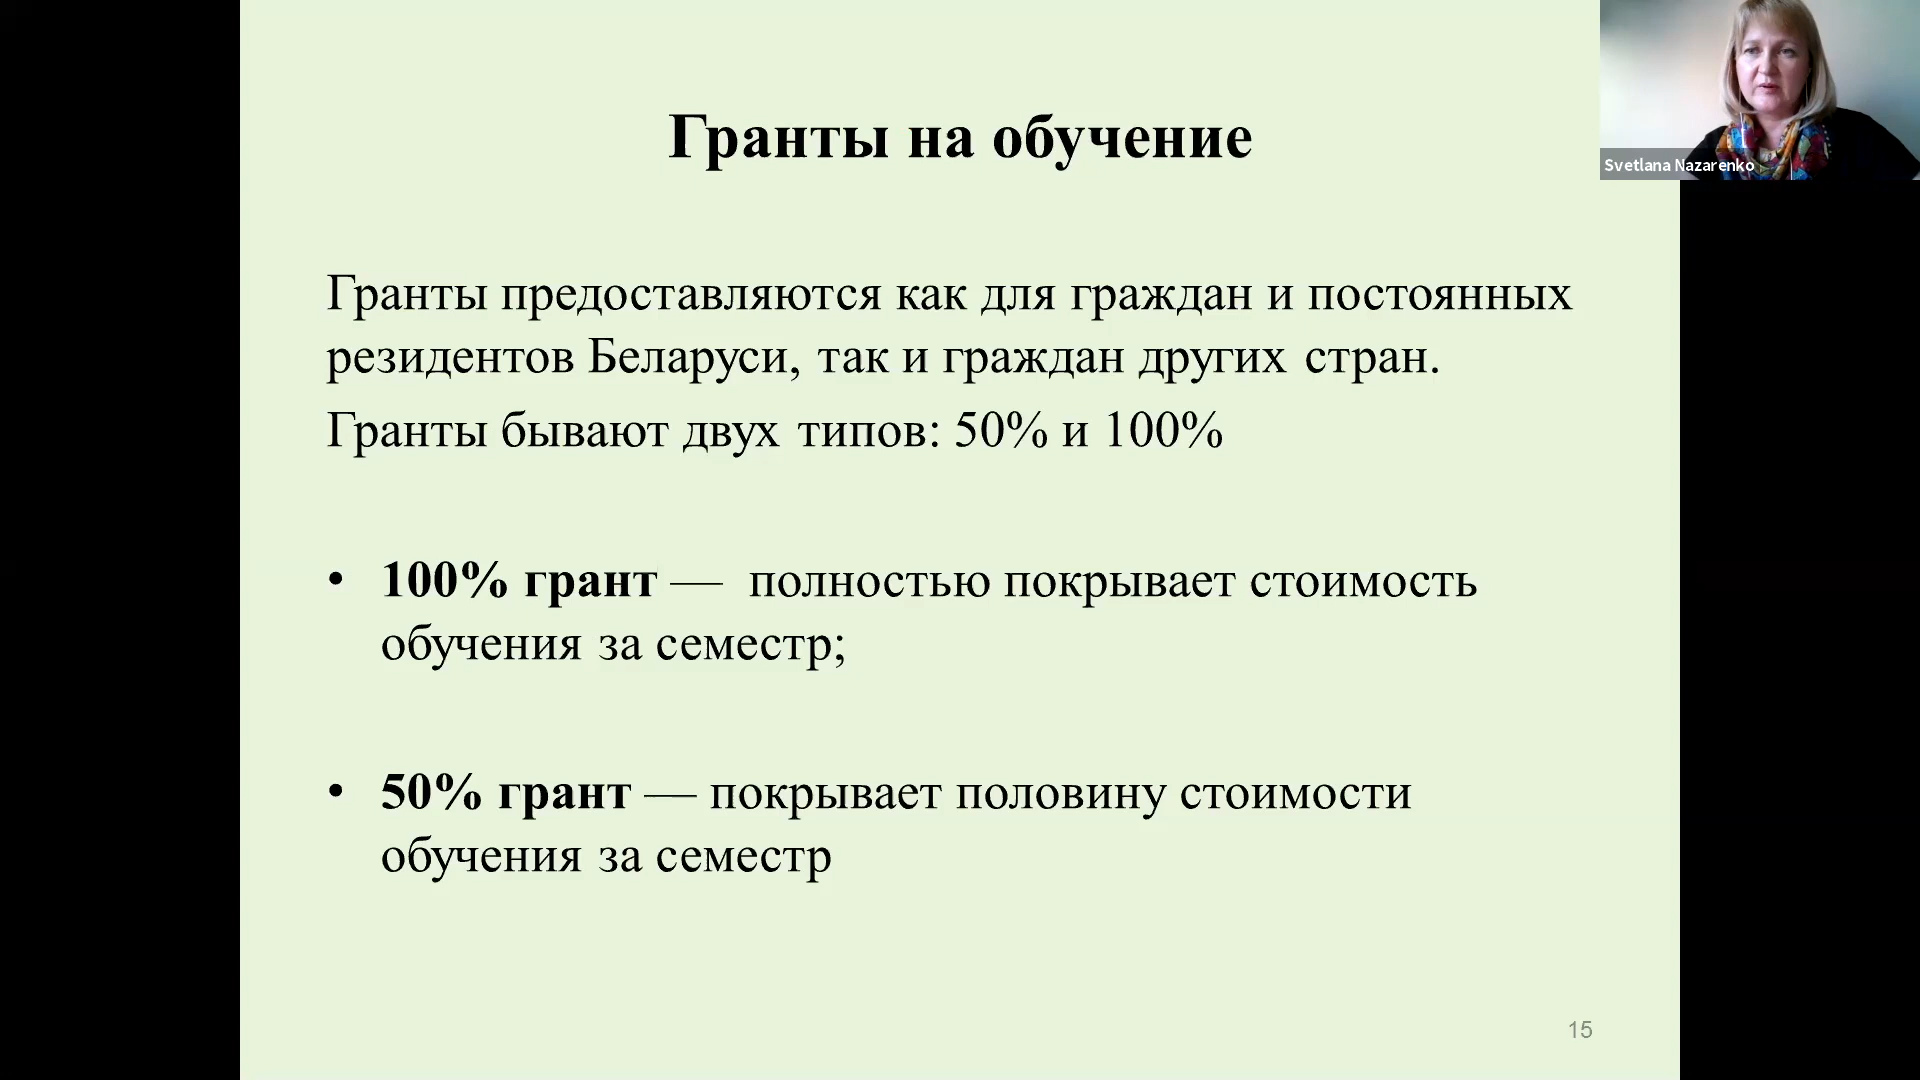 Гранты на обучение
Svetlana Nazarenko
Гранты предоставляются как для граждан и постоянных
резидентов Беларуси, так и граждан других стран.
Гранты бывают двух типов: 50% и 100%
• 100% грант — полностью покрывает стоимость
обучения за семестр;
• 50% грант — покрывает половину стоимости
обучения за семестр
15